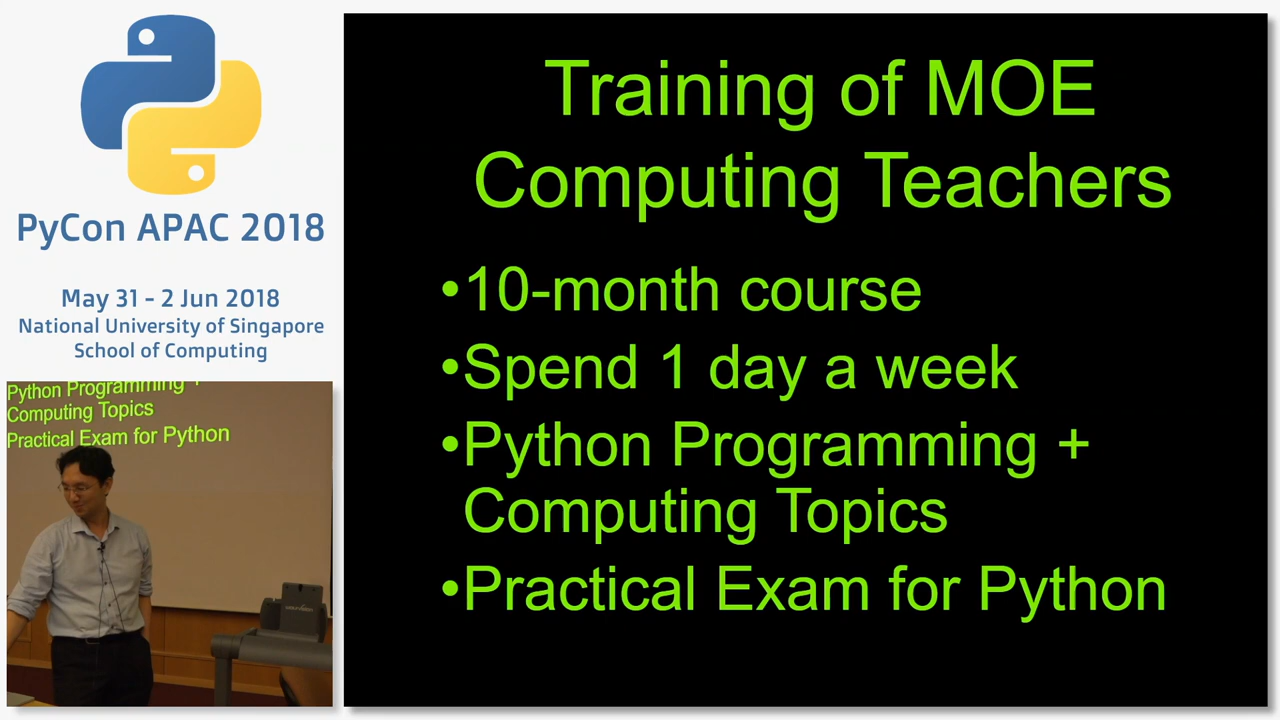 PyCon APAC 2018
May 31 - 2 Jun 2018
National University of Singapore
School of Computing
Python Programming +
Computing Topics
Practical Exam for Python
Training of MOE
Computing Teachers
•10-month course
•Spend 1 day a week
•Python Programming +
Computing Topics
•Practical Exam for Python